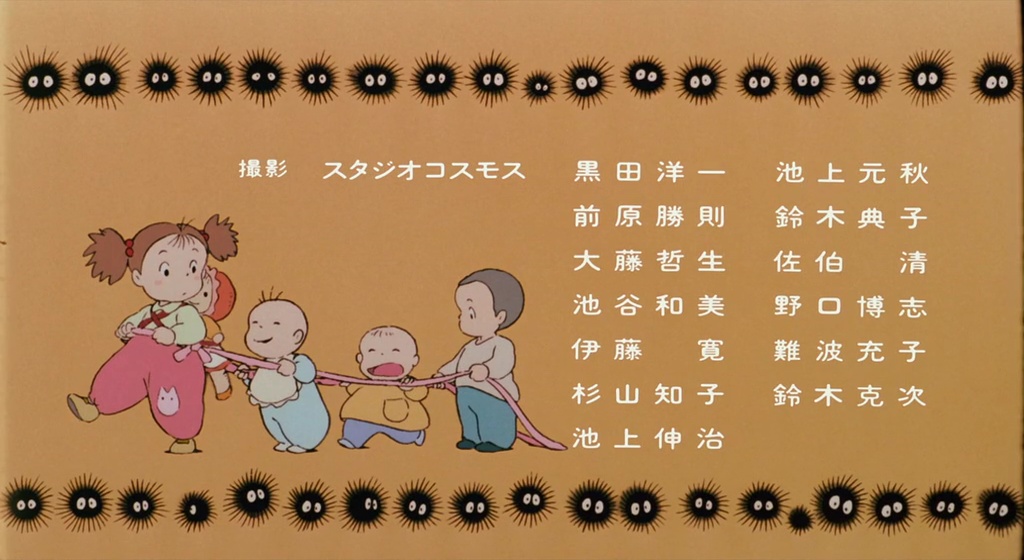 撮影 スタジオコスモス 黒田洋一 池上元秋
前原勝則 鈴木典子
大藤哲生 佐伯 清
池谷和美 野口博志
伊藤 寛 難波充子
杉山知子 鈴木克次
池上伸治